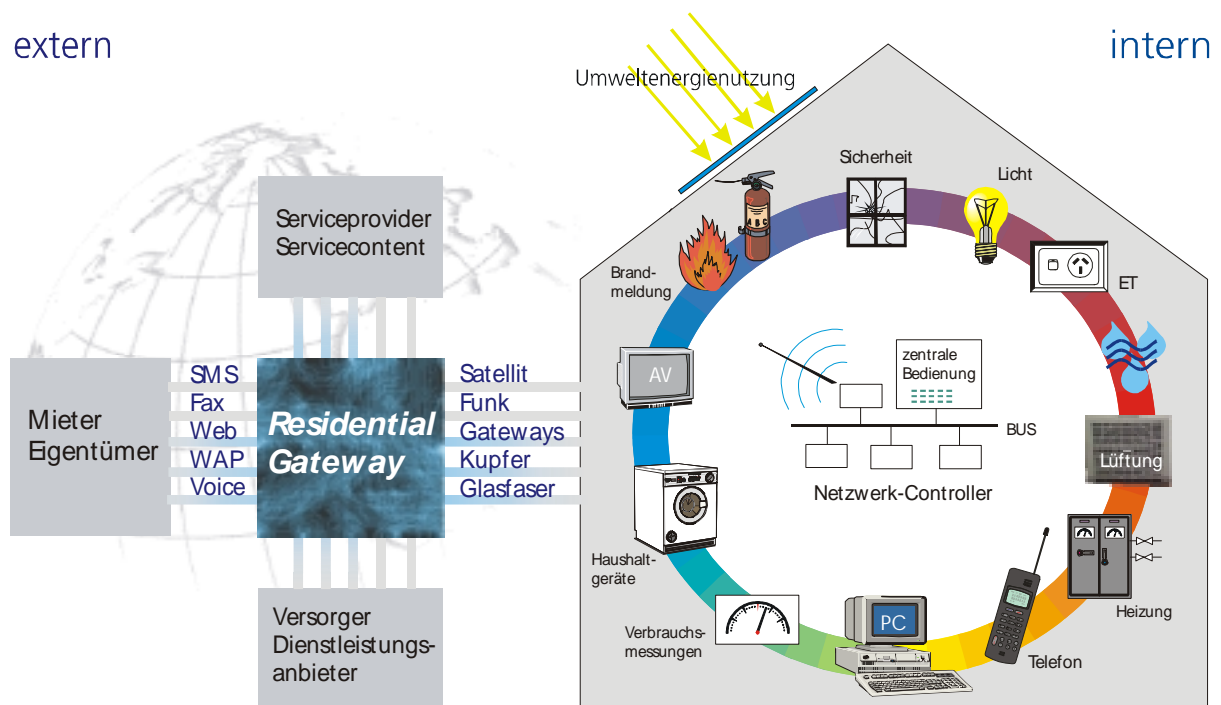 extern
intern
Umweltenergienutzung
Serviceprovider
Servicecontent
Mieter
Eigentümer
SMS
Fax
Web
WAP
Voice
Residential
Gateway
Satellit
Funk
Gateways
Kupfer
Glasfaser
Versorger
Dienstleistungs-
anbieter
Sicherheit
Licht
ET
Brand-
meldung
A B C
AV
zentrale
Bedienung
BUS
Netzwerk-Controller
Lüftung
Heizung
Telefon
PC
Verbrauchs-
messungen
Haushalt-
geräte